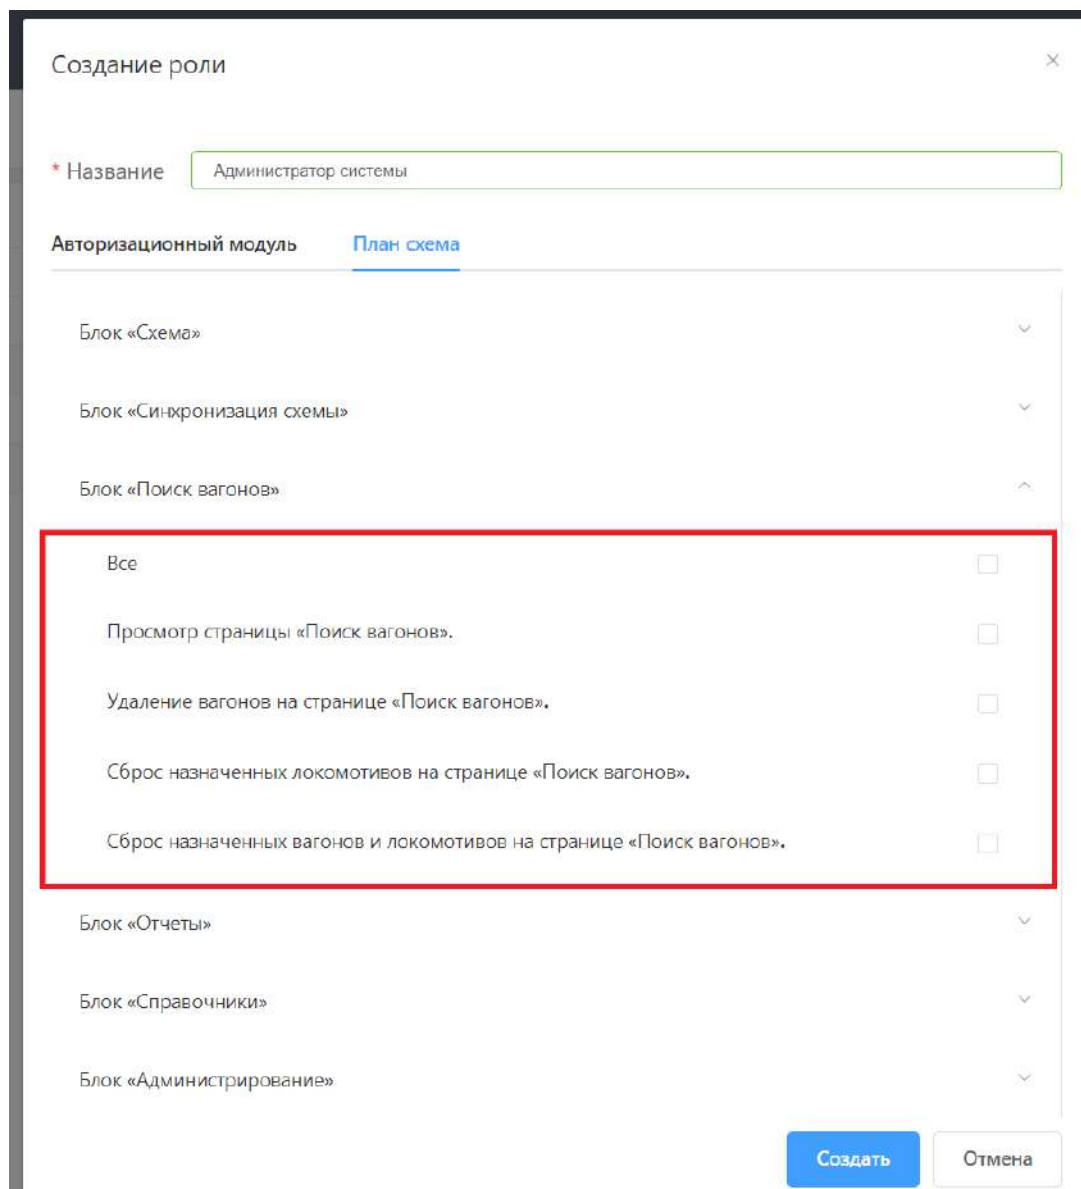 Создание роли
* Название Администратор системы
Авторизационный модуль План схема
Блок «Схема»
Блок «Синхронизация схемы»
Блок «Поиск вагонов»
Все
Просмотр страницы «Поиск вагонов».
Удаление вагонов на странице «Поиск вагонов».
Сброс назначенных локомотивов на странице «Поиск вагонов».
Сброс назначенных вагонов и локомотивов на странице «Поиск вагонов».
Блок «Отчеты»
Блок «Справочники»
Блок «Администрирование»
Создать Отмена